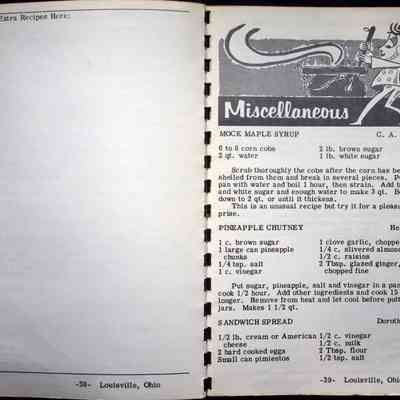 Extra Recipes Here:
-38- Louisville, Ohio
Miscellaneous
MOCK MAPLE SYRUP C. A.
6 to 8 corn cobs 2 lb. brown sugar
2 qt. water 1 lb. white sugar
Scrub thoroughly the cobs after the corn has be
shelled from them and break in several pieces. P
pan with water and boil 1 hour, then strain. Add b
and white sugar and enough water to make 3 qt. Bo
down to 2 qt. or until it thickens.
This is an unusual recipe but try it for a pleas
prise.
PINEAPPLE CHUTNEY He
1 c. brown sugar 1 clove garlic, choppe
1 large can pineapple 1/4 c. slivered almond
chunks 1/2 c. raisins
1/4 tsp. salt 2 Tbsp. glazed ginger,
1 c. vinegar chopped fine
Put sugar, pineapple, salt and vinegar in a pan
cook 1/2 hour. Add other ingredients and cook 15
longer. Remove from heat and let cool before putt
jars. Makes 1 1/2 qt.
SANDWICH SPREAD Doroth
1/2 lb. cream or American 1/2 c. vinegar
cheese 1/2 c. milk
2 hard cooked eggs 2 Tbsp. flour
Small can pimientos 1/2 tsp. salt
-39- Louisville, Ohio